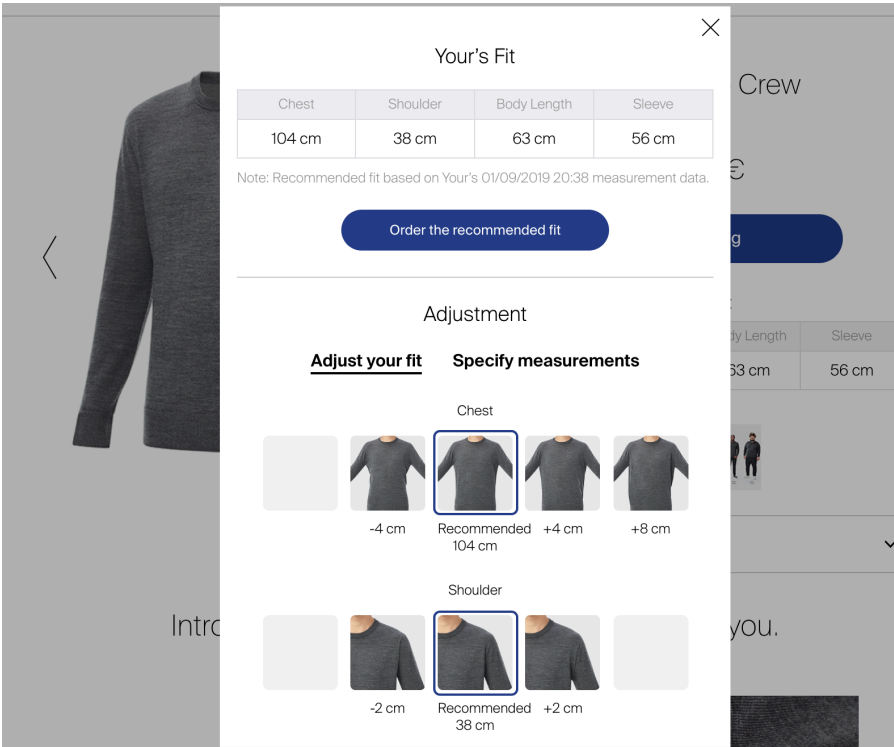 Your's Fit
Chest Shoulder Body Length Sleeve
104 cm 38 cm 63 cm 56 cm
Note: Recommended fit based on Your's 01/09/2019 20:38 measurement data.
Order the recommended fit
Adjustment
Adjust your fit Specify measurements
Chest
-4 cm Recommended +4 cm +8 cm
104 cm
Shoulder
-2 cm Recommended +2 cm
38 cm
Crew
€
g
dy Length Sleeve
63 cm 56 cm
Intro
you.